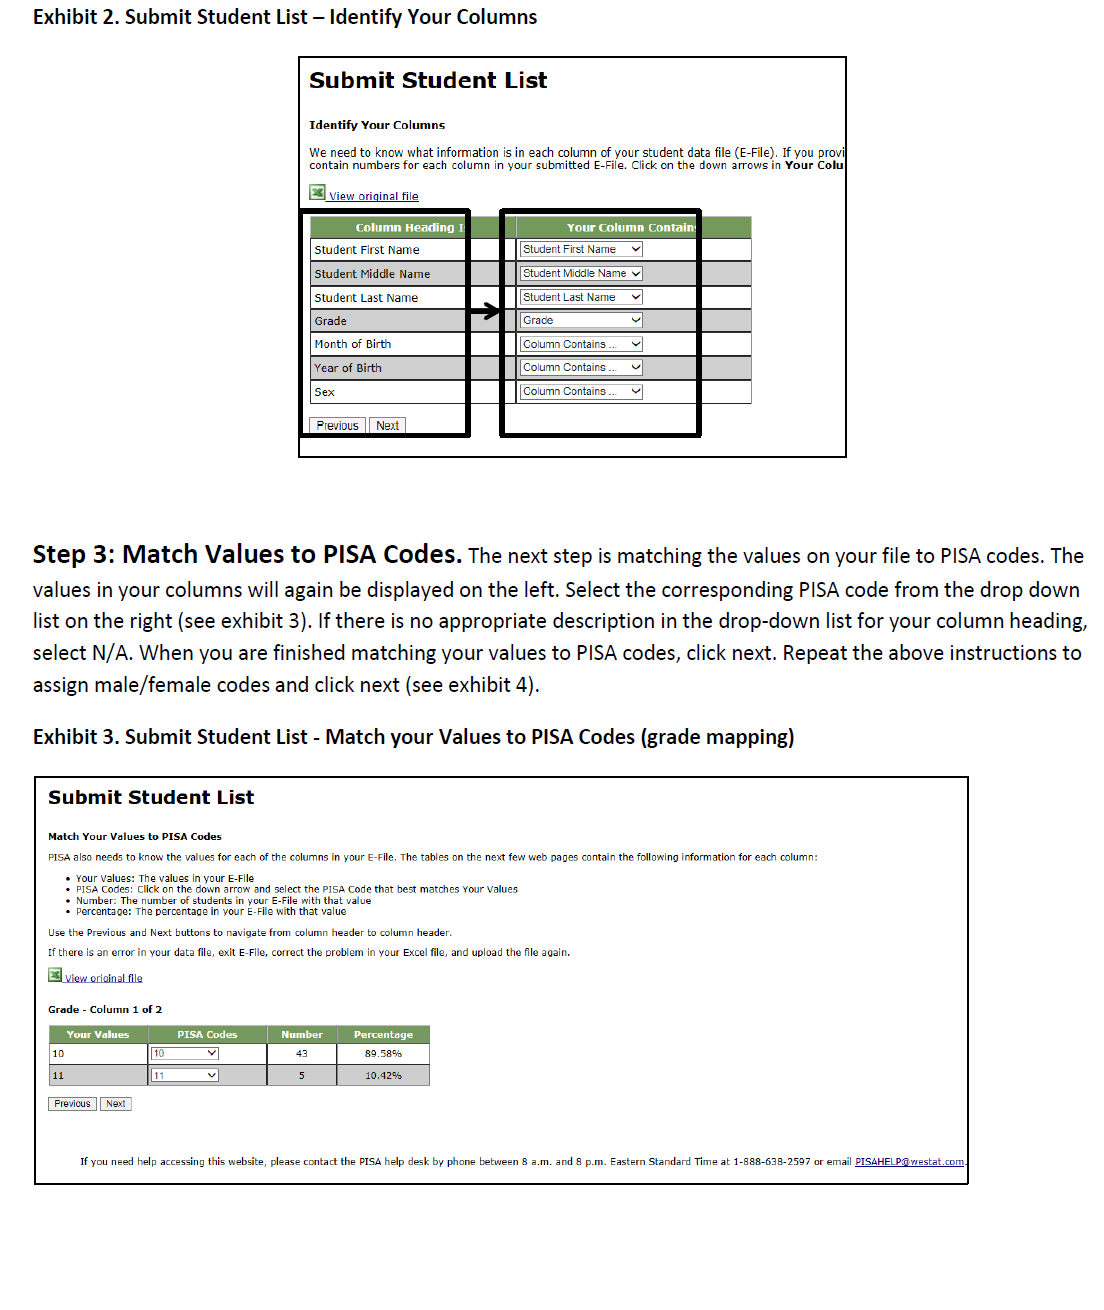 Exhibit 2. Submit Student List – Identify Your Columns
Submit Student List
Identify Your Columns
We need to know what information is in each column of your student data file (E-File). If you provi
contain numbers for each column in your submitted E-File. Click on the down arrows in Your Colu
View original file
Column Heading I Your Column Contain
Student First Name Student First Name
Student Middle Name Student Middle Name
Student Last Name Student Last Name
Grade Grade
Month of Birth Column Contains ...
Year of Birth Column Contains ...
Sex Column Contains ...
Previous Next
Step 3: Match Values to PISA Codes. The next step is matching the values on your file to PISA codes. The
values in your columns will again be displayed on the left. Select the corresponding PISA code from the drop down
list on the right (see exhibit 3). If there is no appropriate description in the drop-down list for your column heading,
select N/A. When you are finished matching your values to PISA codes, click next. Repeat the above instructions to
assign male/female codes and click next (see exhibit 4).
Exhibit 3. Submit Student List - Match your Values to PISA Codes (grade mapping)
Submit Student List
Match Your Values to PISA Codes
PISA also needs to know the values for each of the columns in your E-File. The tables on the next few web pages contain the following information for each column:
• Your Values: The values in your E-File
• PISA Codes: Click on the down arrow and select the PISA Code that best matches Your Values
• Number: The number of students in your E-File with that value
• Percentage: The percentage in your E-File with that value
Use the Previous and Next buttons to navigate from column header to column header.
If there is an error in your data file, exit E-File, correct the problem in your Excel file, and upload the file again.
View original file
Grade - Column 1 of 2
Your Values PISA Codes Number Percentage
10 10 43 89.58%
11 11 5 10.42%
Previous Next
If you need help accessing this website, please contact the PISA help desk by phone between 8 a.m. and 8 p.m. Eastern Standard Time at 1-888-638-2597 or email PISAHELP@westat.com.